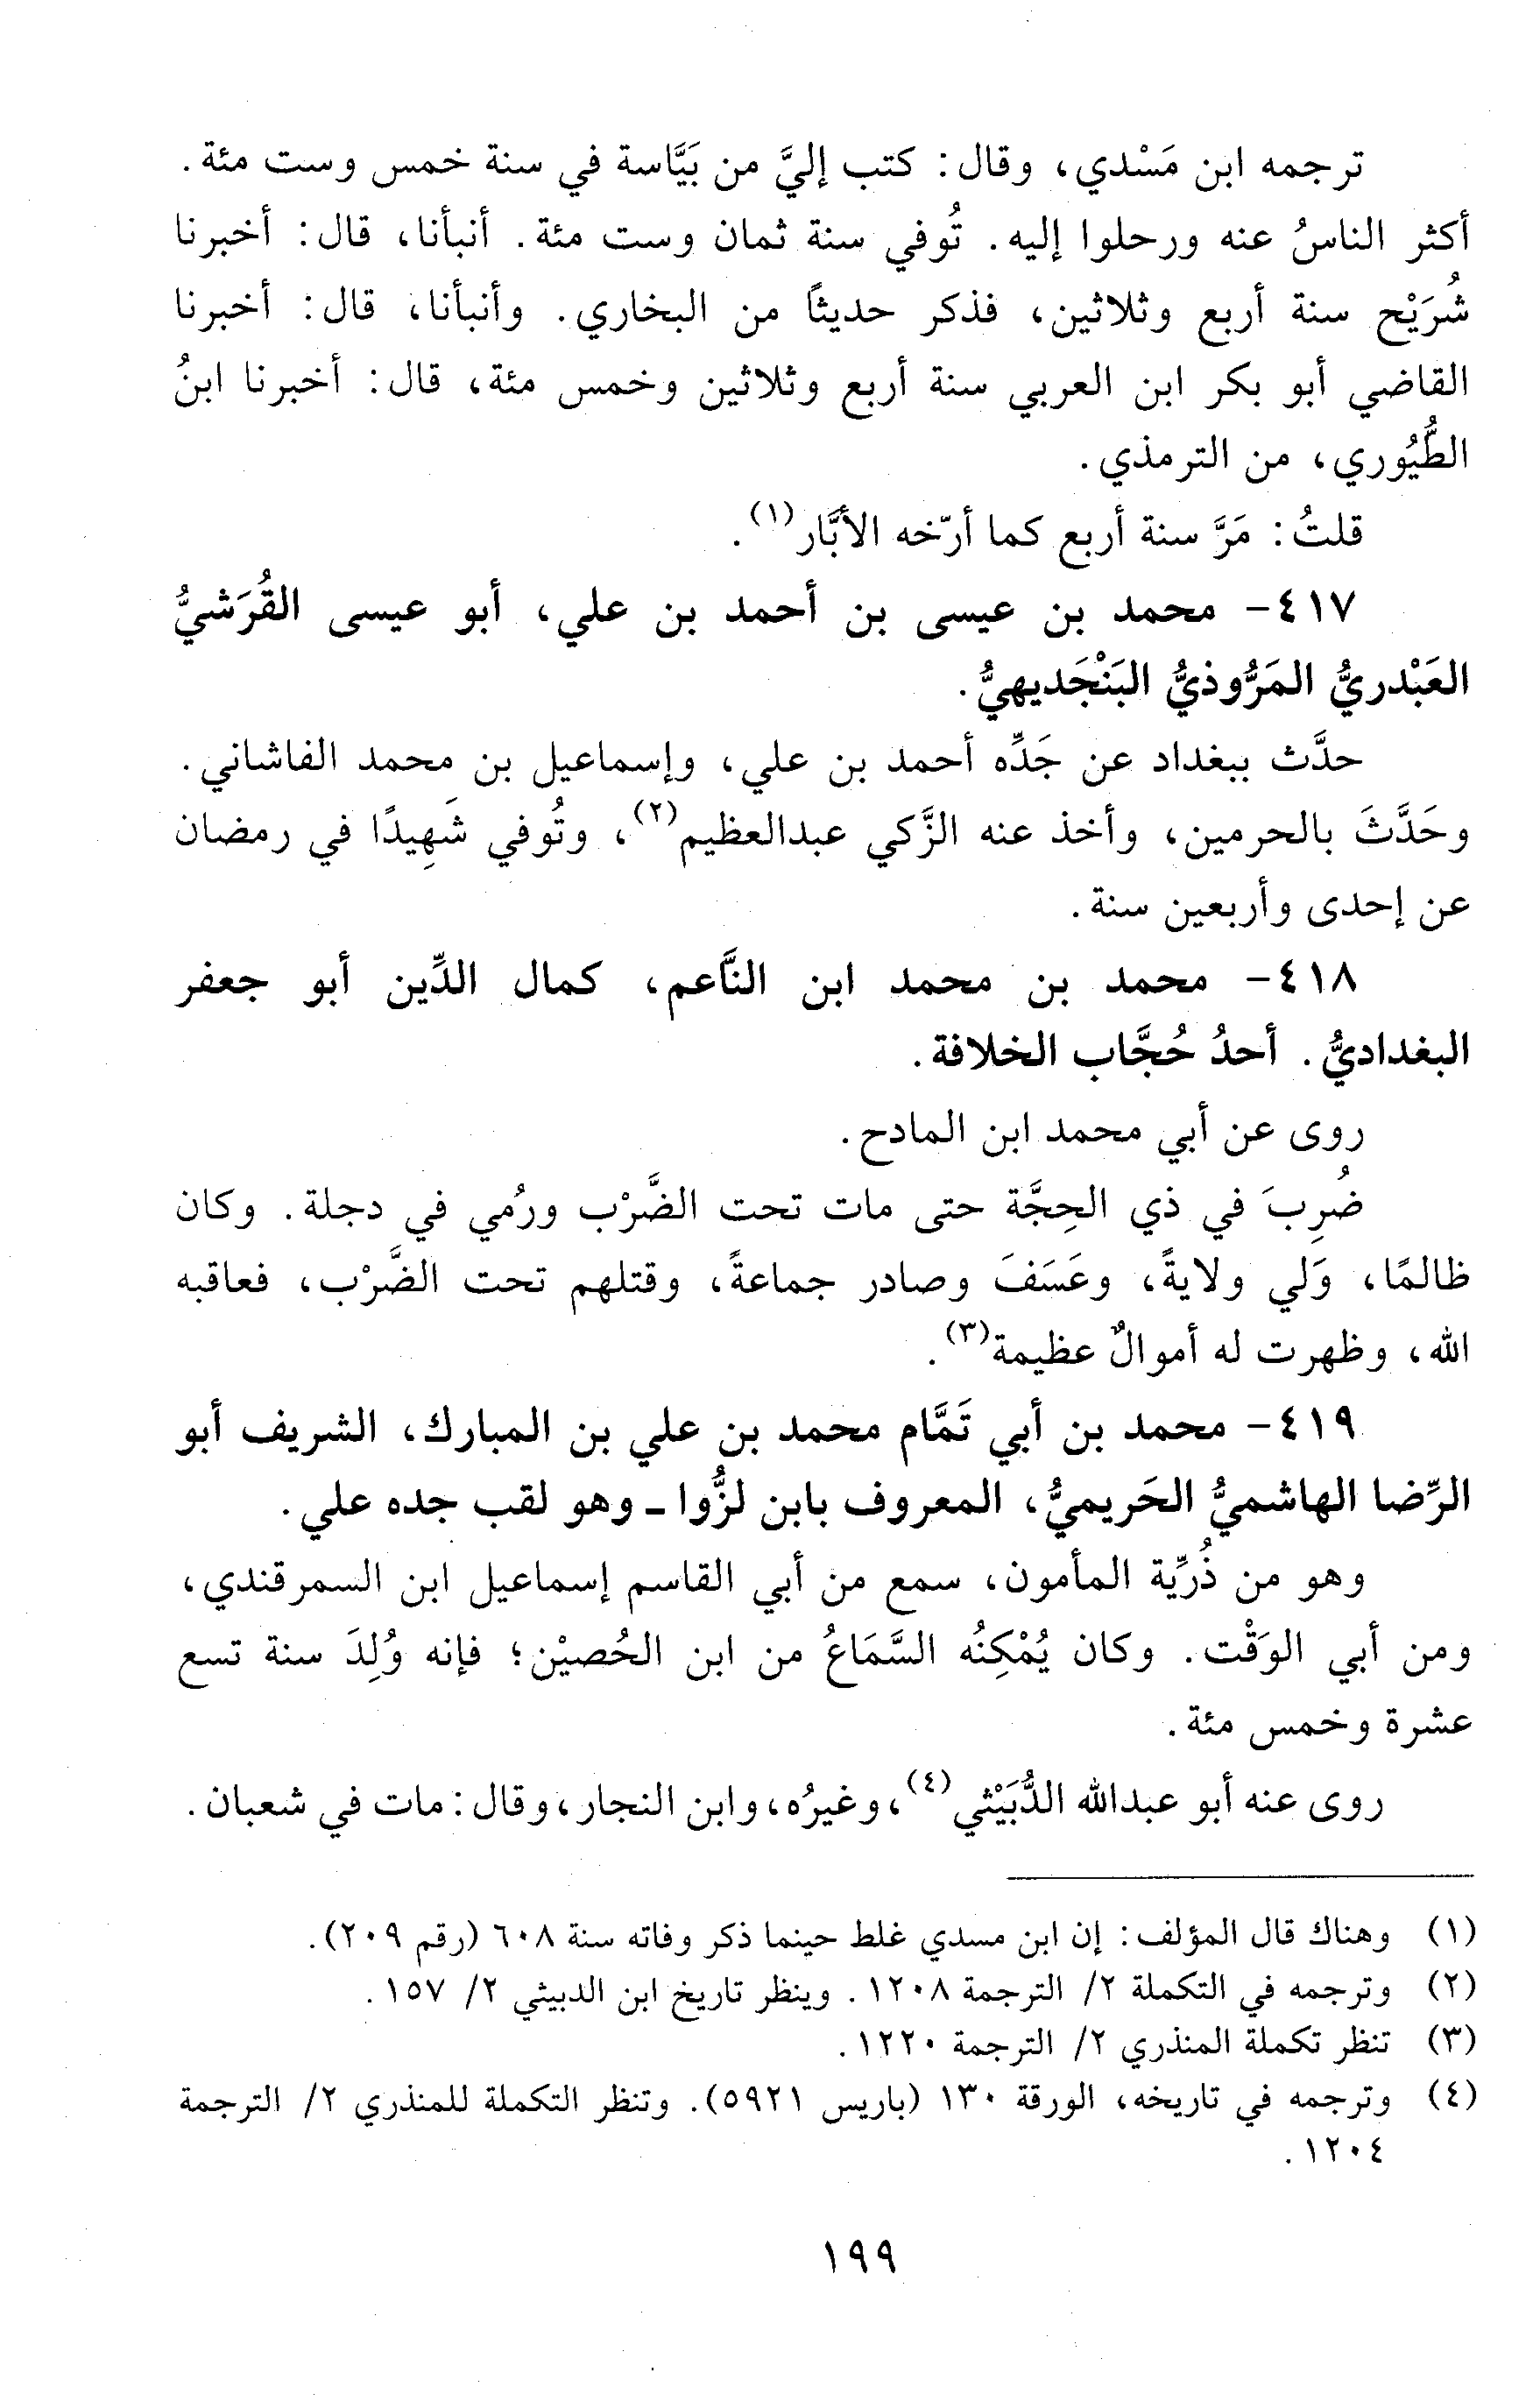 ترجمه ابن مَسْدي، وقال: كتب إليَّ من بَيَّاسة في سنة خمس وست مئة.
أكثر الناسُ عنه ورحلوا إليه. تُوفي سنة ثمان وست مئة. أنبأنا، قال: أخبرنا
شُرَيْح سنة أربع وثلاثين، فذكر حديثًا من البخاري. وأنبأنا، قال: أخبرنا
القاضي أبو بكر ابن العربي سنة أربع وثلاثين وخمس مئة، قال: أخبرنا ابنُ
الطُّيُوري، من الترمذي.
قلتُ: مَرَّ سنة أربع كما أرّخه الأبَّار(١).
٤١٧- محمد بن عيسى بن أحمد بن علي، أبو عيسى القُرَشيُّ
العَبْدريُّ المَرُّوذيُّ البَنْجَديهيُّ.
حدَّث ببغداد عن جَدِّه أحمد بن علي، وإسماعيل بن محمد الفاشاني.
وحَدَّثَ بالحرمين، وأخذ عنه الزَّكي عبدالعظيم(٢)، وتُوفي شَهِيدًا في رمضان
عن إحدى وأربعين سنة.
٤١٨- محمد بن محمد ابن النَّاعم، كمال الدِّين أبو جعفر
البغداديُّ. أحدُ حُجَّاب الخلافة.
روى عن أبي محمد ابن المادح.
ضُرِبَ في ذي الحِجَّة حتى مات تحت الضَّرْب ورُمي في دجلة. وكان
ظالمًا، وَلي ولايةً، وعَسَفَ وصادر جماعةً، وقتلهم تحت الضَّرْب، فعاقبه
الله، وظهرت له أموالٌ عظيمة(٣).
٤١٩- محمد بن أبي تَمَّام محمد بن علي بن المبارك، الشريف أبو
الرِّضا الهاشميُّ الحَريميُّ، المعروف بابن لزُّوا - وهو لقب جده علي.
وهو من ذُرِّية المأمون، سمع من أبي القاسم إسماعيل ابن السمرقندي،
ومن أبي الوَقْت. وكان يُمْكِنُه السَّمَاعُ من ابن الحُصيْن؛ فإنه وُلِدَ سنة تسع
عشرة وخمس مئة.
روى عنه أبو عبدالله الدُّبَيْثي(٤)، وغيرُه، وابن النجار، وقال: مات في شعبان.
(١) وهناك قال المؤلف: إن ابن مسدي غلط حينما ذكر وفاته سنة ٦٠٨ (رقم ٢٠٩).
(٢) وترجمه في التكملة ٢/ الترجمة ١٢٠٨. وينظر تاريخ ابن الدبيثي ٢/ ١٥٧.
(٣) تنظر تكملة المنذري ٢/ الترجمة ١٢٢٠.
(٤) وترجمه في تاريخه، الورقة ١٣٠ (باريس ٥٩٢١). وتنظر التكملة للمنذري ٢/ الترجمة
١٢٠٤.
١٩٩